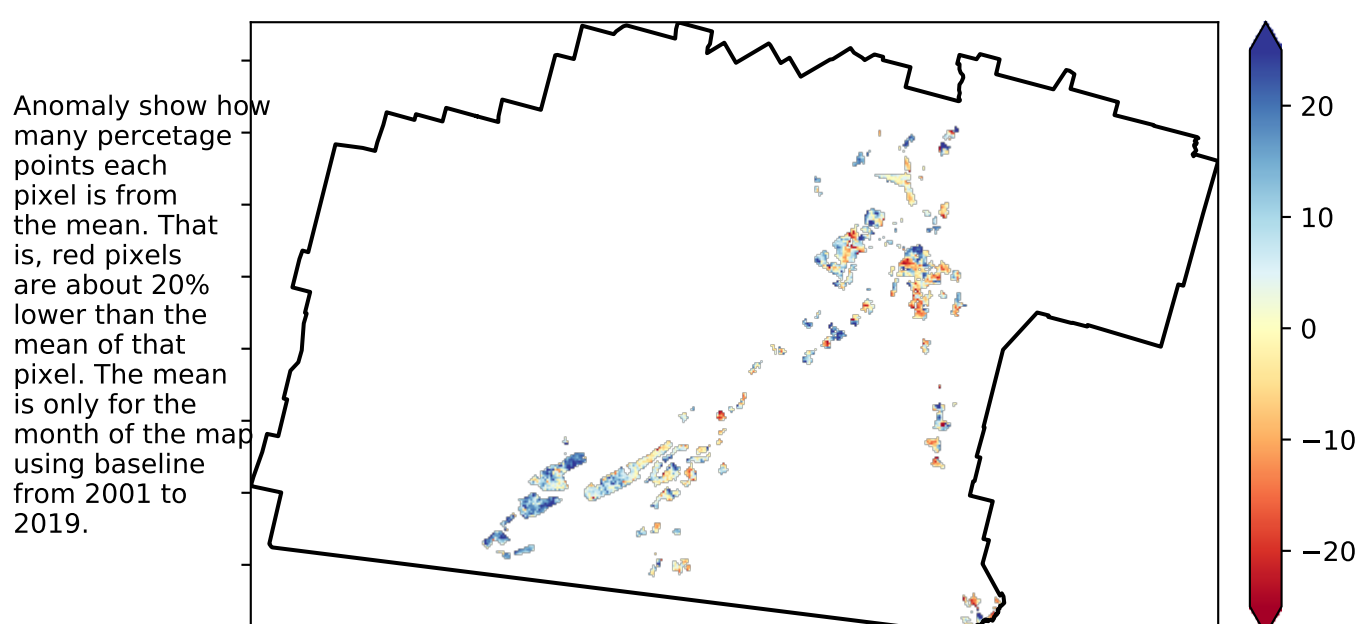 Anomaly show how
many percetage
points each
pixel is from
the mean. That
is, red pixels
are about 20%
lower than the
mean of that
pixel. The mean
is only for the
month of the map
using baseline
from 2001 to
2019.
20
10
0
−10
−20